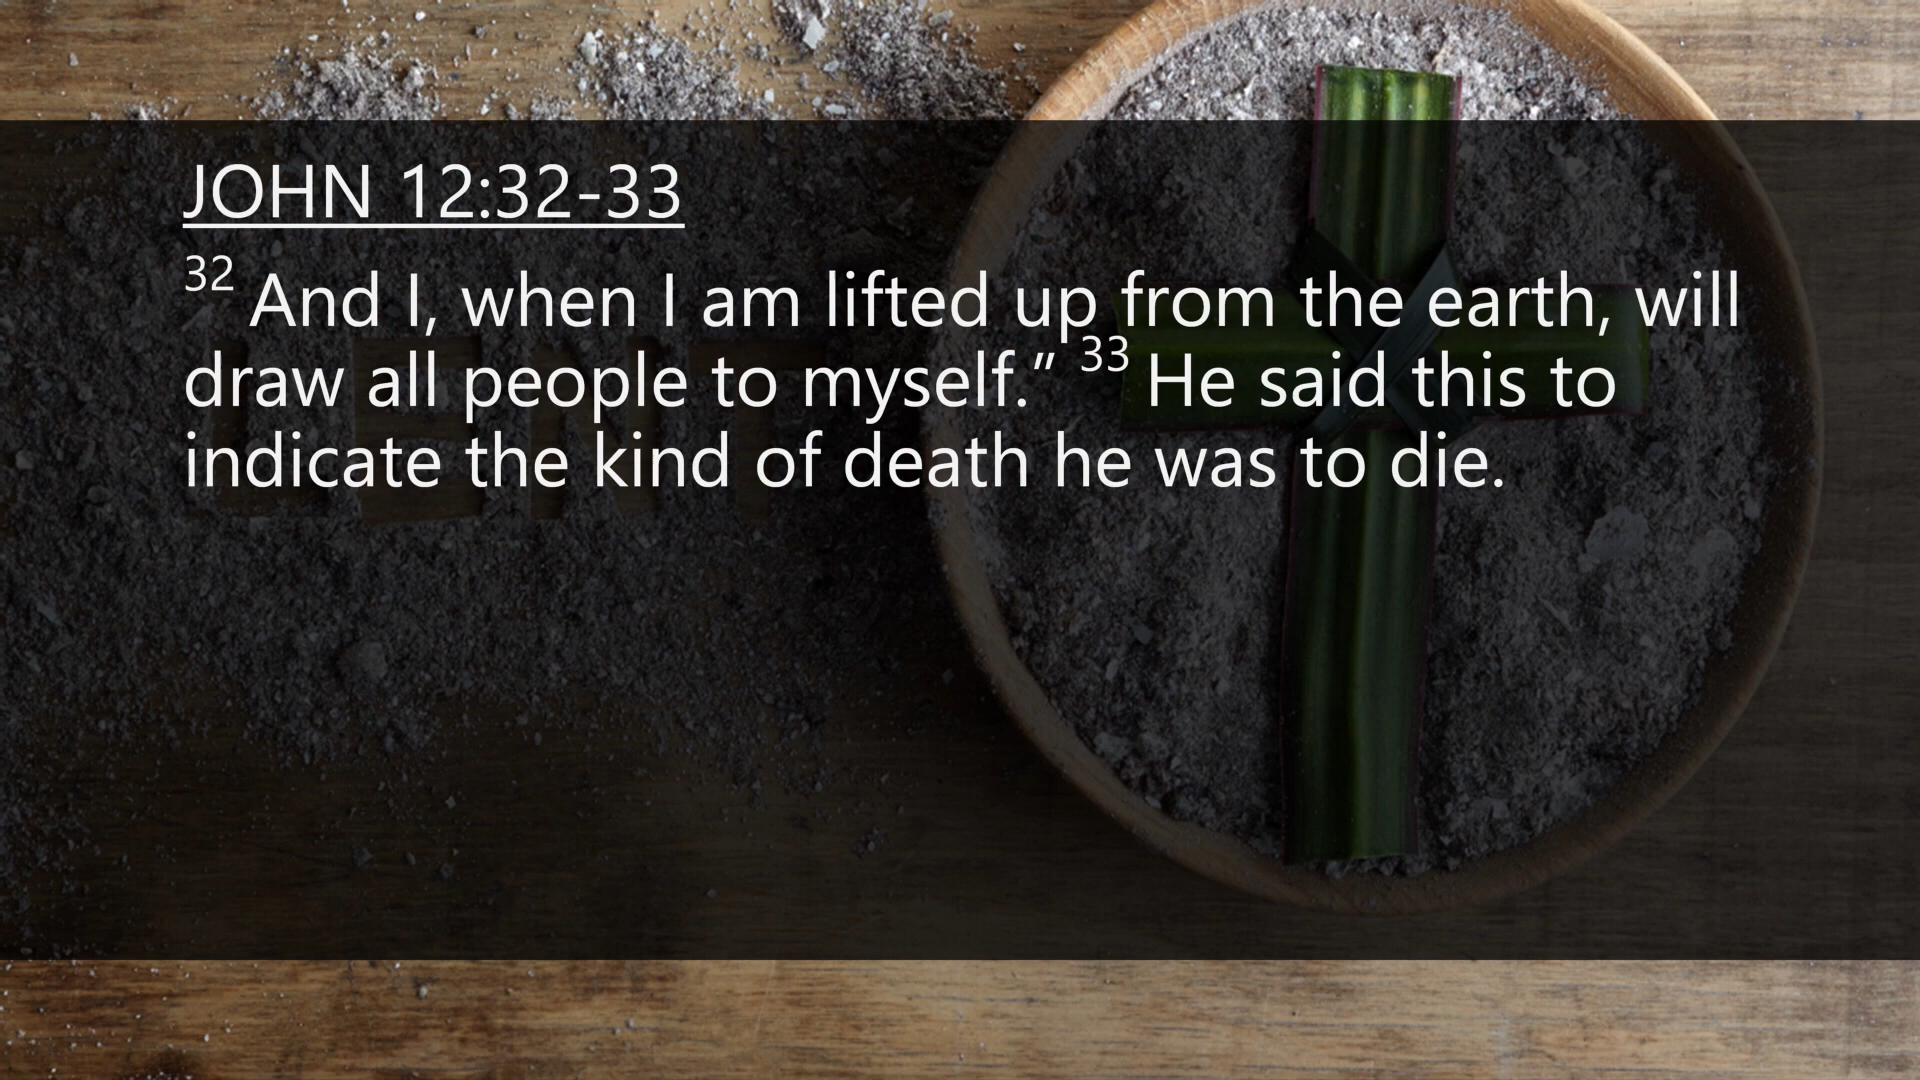 JOHN 12:32-33
32 And I, when I am lifted up from the earth, will
draw all people to myself.” 33 He said this to
indicate the kind of death he was to die.
LENT